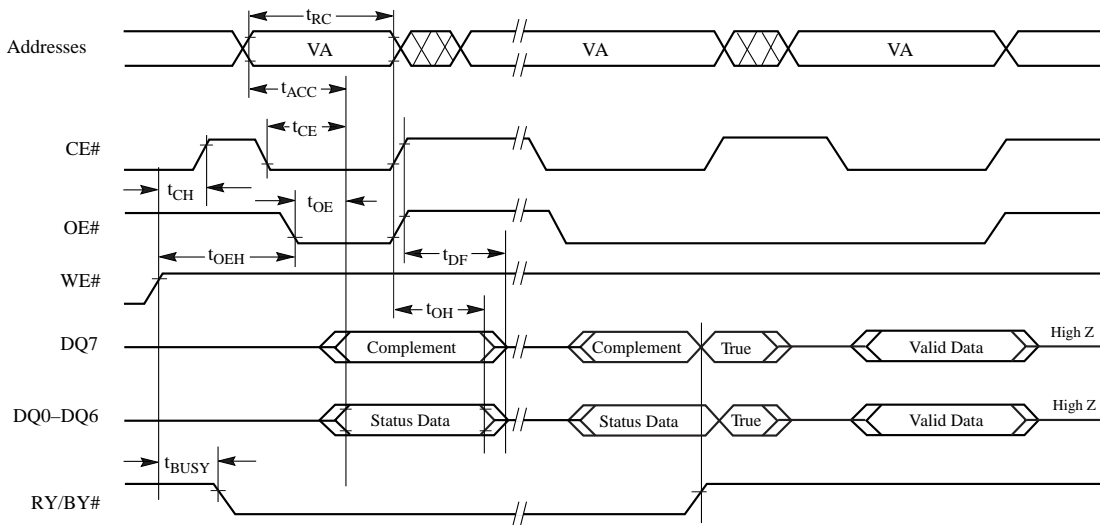 tRC
Addresses VA VA VA
tACC
tCE
CE#
tCH
tOE
OE#
tOEH tDF
WE#
tOH
DQ7 Complement Complement True Valid Data High Z
DQ0–DQ6 Status Data Status Data True Valid Data High Z
tBUSY
RY/BY#